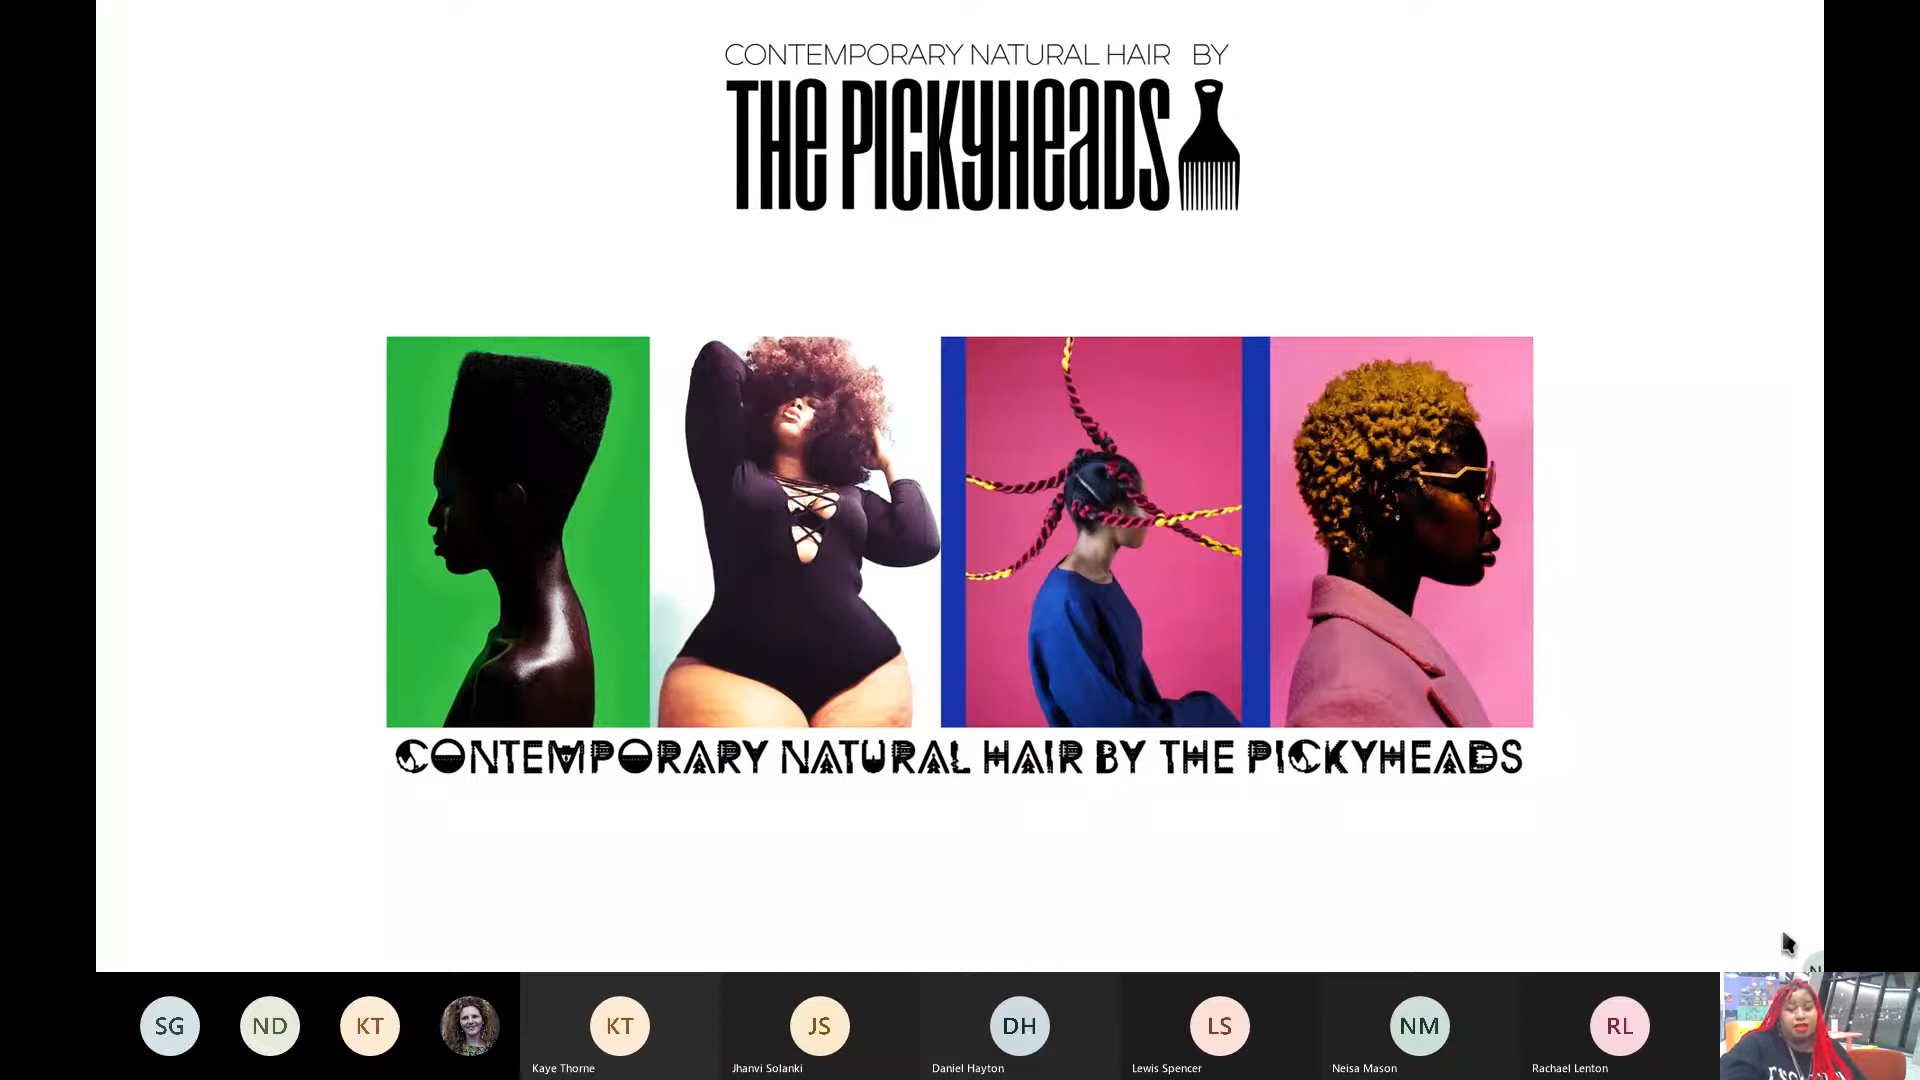 CONTEMPORARY NATURAL HAIR BY
THE PICKYHEADS
CONTEMPORARY NATURAL HAIR BY THE PICKYHEADS
N
SG
ND
KT
KT
JS
DH
LS
NM
RL
Kaye Thorne
Jhanvi Solanki
Daniel Hayton
Lewis Spencer
Neisa Mason
Rachael Lenton